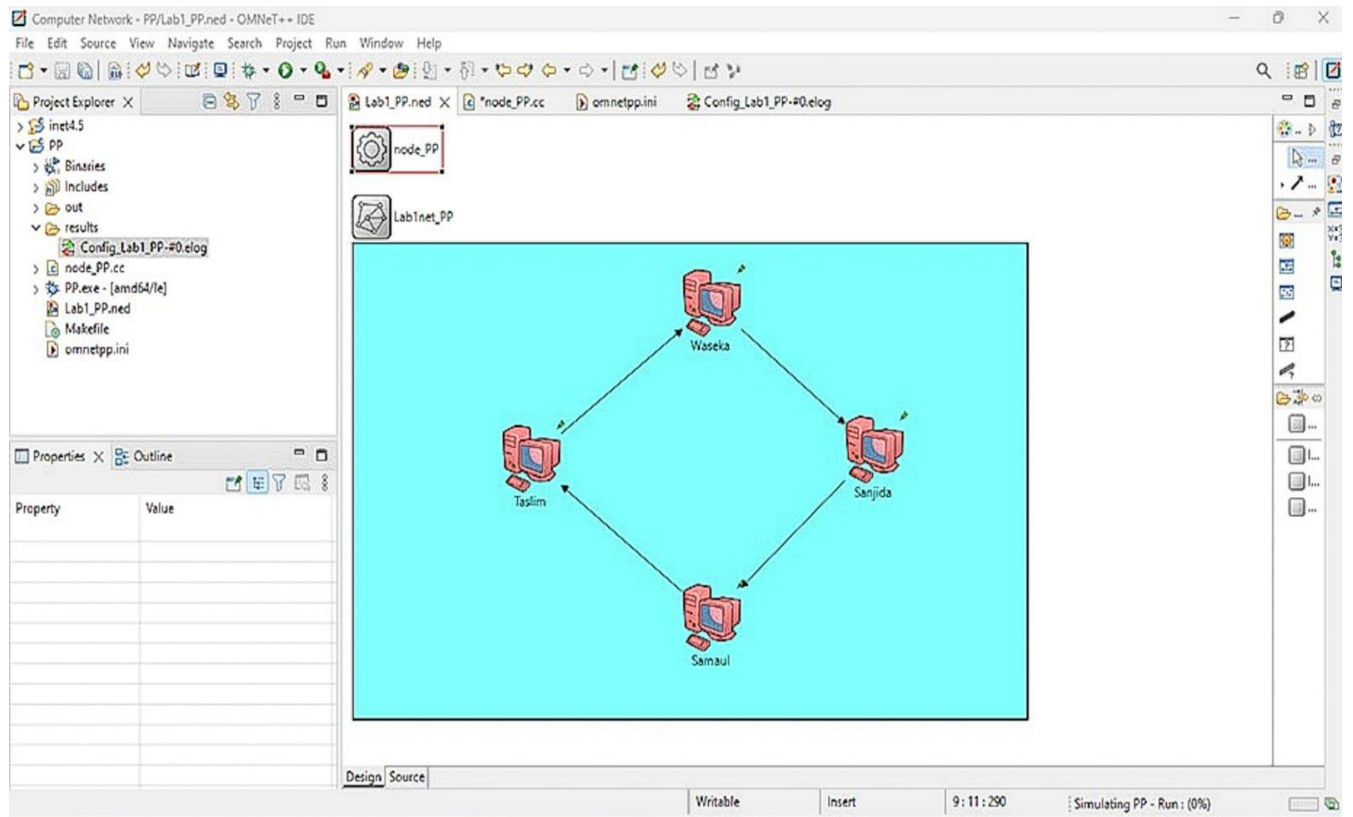 Computer Network - PP/Lab1_PP.ned - OMNeT++ IDE
File Edit Source View Navigate Search Project Run Window Help
Project Explorer
inet4.5
PP
Binaries
Includes
out
results
Config_Lab1_PP-#0.elog
node_PP.cc
PP.exe - [amd64/le]
Lab1_PP.ned
Makefile
omnetpp.ini
Properties Outline
Property Value
Lab1_PP.ned *node_PP.cc omnetpp.ini Config_Lab1_PP-#0.elog
node_PP
Lab1net_PP
Waseka
Taslim
Sanjida
Samaul
Design Source
Writable Insert 9 : 11 : 290 Simulating PP - Run : (0%)